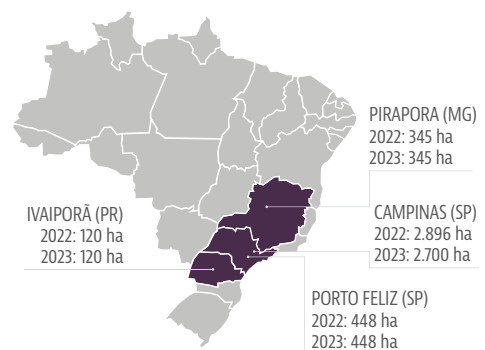 PIRAPORA (MG)
2022: 345 ha
2023: 345 ha
IVAIPORÃ (PR)
2022: 120 ha
2023: 120 ha
CAMPINAS (SP)
2022: 2.896 ha
2023: 2.700 ha
PORTO FELIZ (SP)
2022: 448 ha
2023: 448 ha